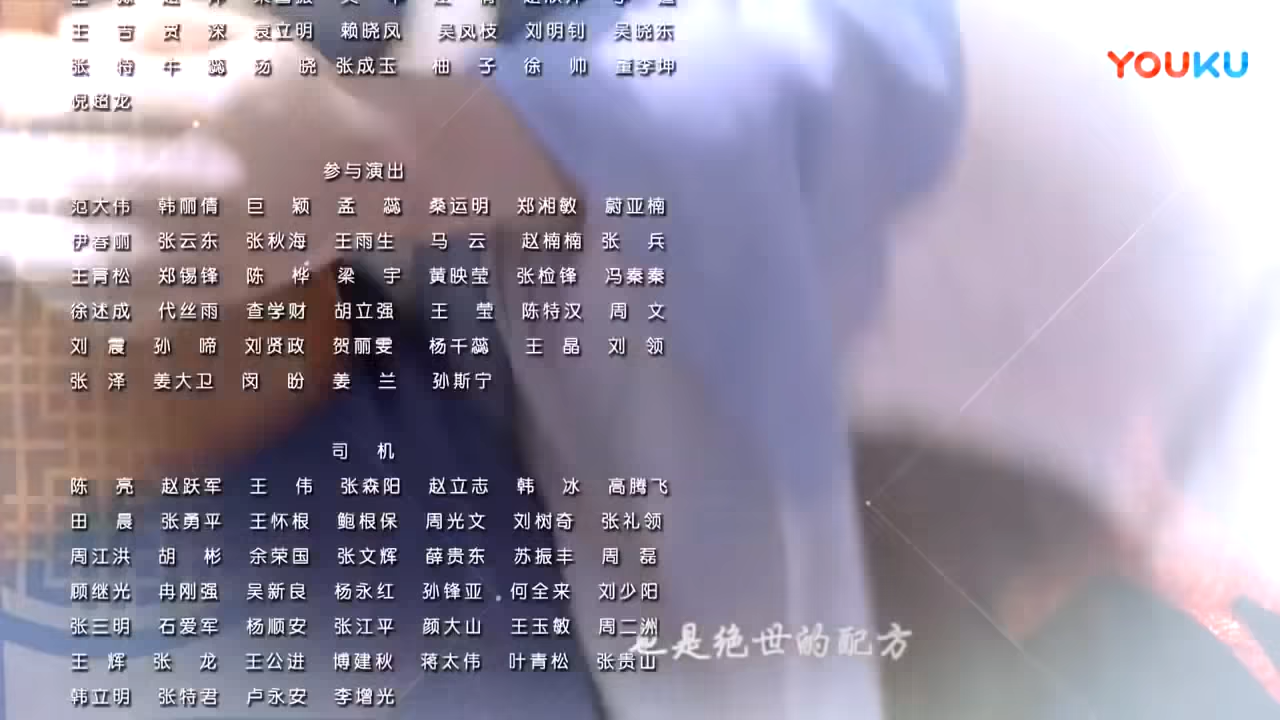 王　吉　贺　深　袁立明　赖晓凤　吴凤枝　刘明钊　吴晓东
YOUKU
张　特　牛　蕊　汤　晓　张成玉　柚　子　徐　帅　董李坤
倪超龙
参与演出
范大伟　韩丽倩　巨　颖　孟　蕊　桑运明　郑湘敏　蔚亚楠
伊春丽　张云东　张秋海　王雨生　马　云　赵楠楠　张　兵
王育松　郑锡锋　陈　桦　梁　宇　黄映莹　张检锋　冯秦秦
徐述成　代丝雨　查学财　胡立强　王　莹　陈特汉　周　文
刘　震　孙　啼　刘贤政　贺丽雯　杨千蕊　王　晶　刘　领
张　泽　姜大卫　闵　盼　姜　兰　孙斯宁
司　机
陈　亮　赵跃军　王　伟　张森阳　赵立志　韩　冰　高腾飞
田　晨　张勇平　王怀根　鲍根保　周光文　刘树奇　张礼领
周江洪　胡　彬　余荣国　张文辉　薛贵东　苏振丰　周　磊
顾继光　冉刚强　吴新良　杨永红　孙锋亚　何全来　刘少阳
张三明　石爱军　杨顺安　张江平　颜大山　王玉敏　周二洲
也是绝世的配方
王　辉　张　龙　王公进　博建秋　蒋太伟　叶青松　张贵山
韩立明　张特君　卢永安　李增光